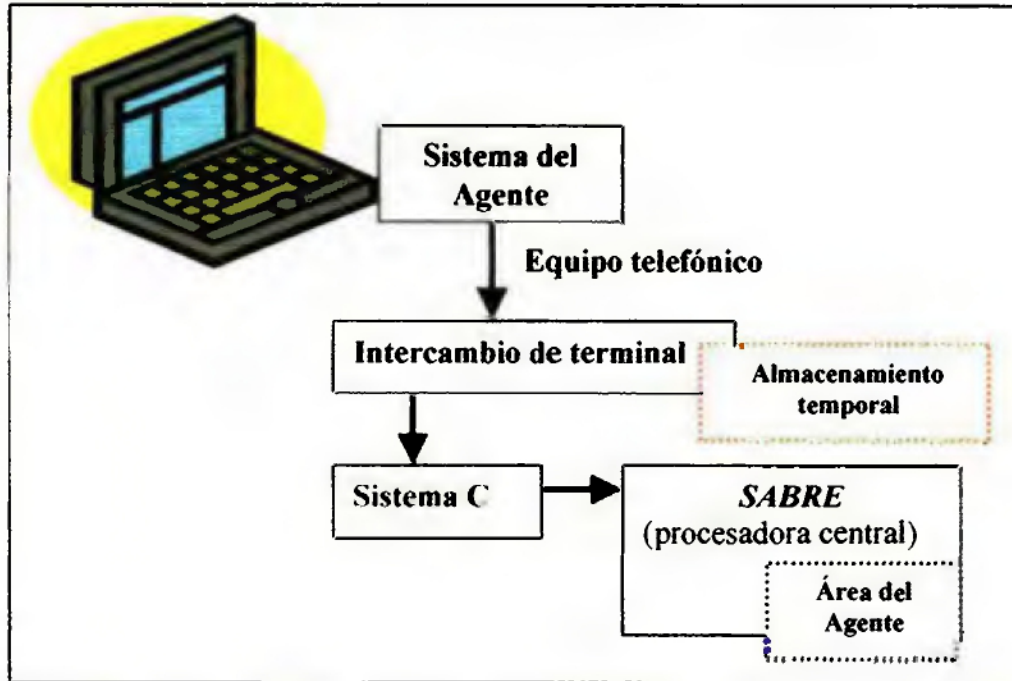 Sistema del
Agente
Equipo telefónico
Intercambio de terminal
Almacenamiento
temporal
Sistema C
SABRE
(procesadora central)
Área del
Agente